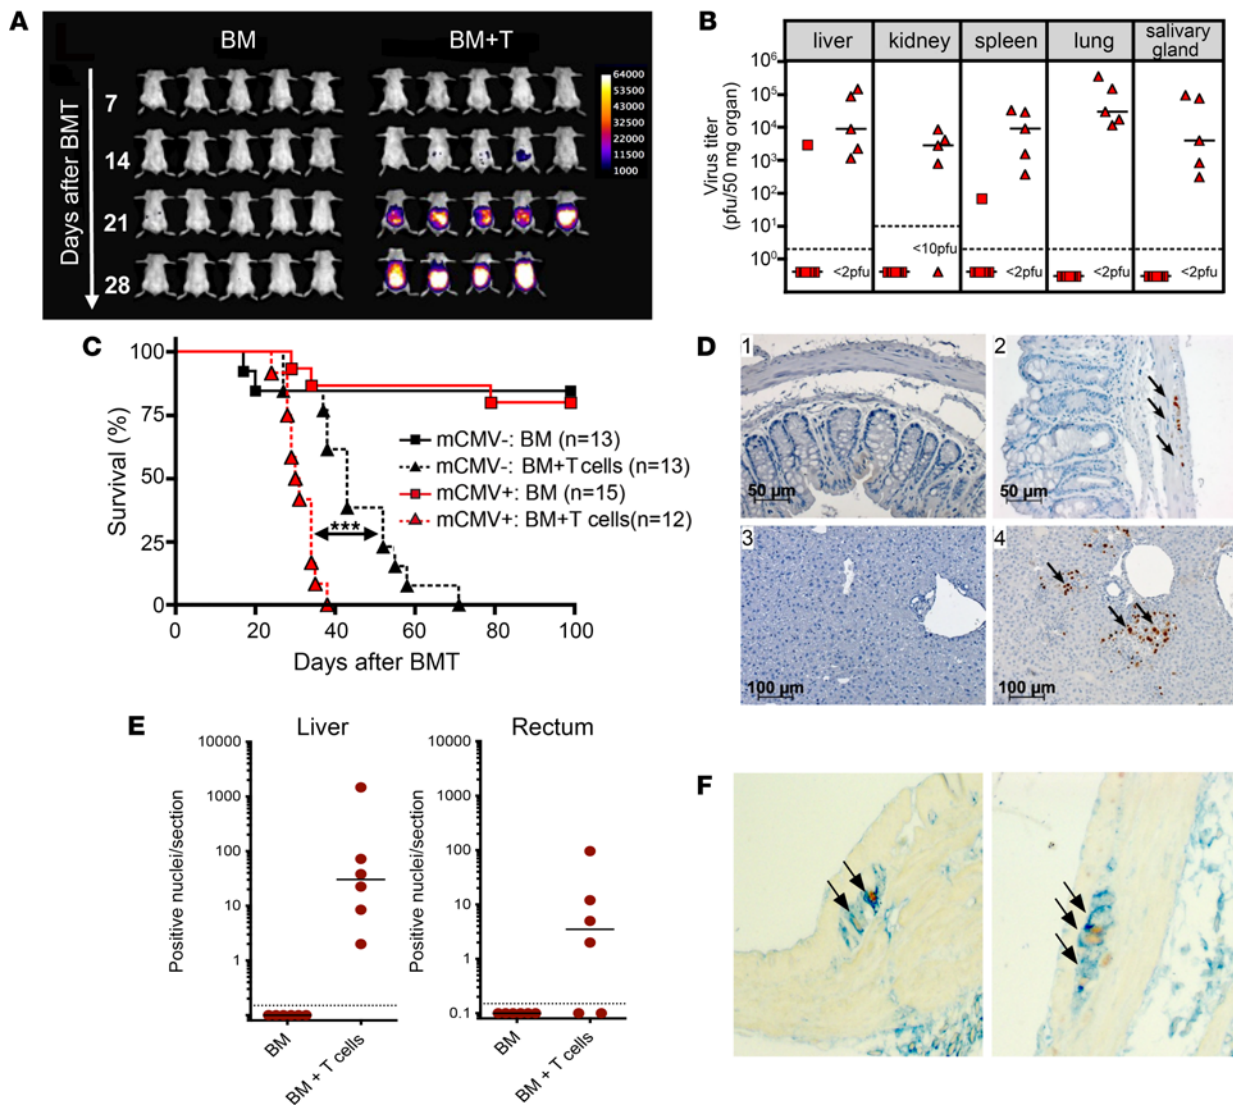 A
BM
BM+T
Days after BMT
7
14
21
28
64000
53500
43000
32500
22000
11500
1000
B
liver
kidney
spleen
lung
salivary
gland
Virus titer
(pfu/50 mg organ)
10⁶
10⁵
10⁴
10³
10²
10¹
10⁰
<2pfu
<10pfu
<2pfu
<2pfu
<2pfu
C
Survival (%)
100
75
50
25
0
0
20
40
60
80
100
Days after BMT
mCMV-: BM (n=13)
mCMV-: BM+T cells (n=13)
mCMV+: BM (n=15)
mCMV+: BM+T cells(n=12)
***
D
1
50 µm
2
50 µm
3
100 µm
4
100 µm
E
Liver
Positive nuclei/section
10000
1000
100
10
1
BM
BM + T cells
Rectum
Positive nuclei/section
10000
1000
100
10
1
0.1
BM
BM + T cells
F